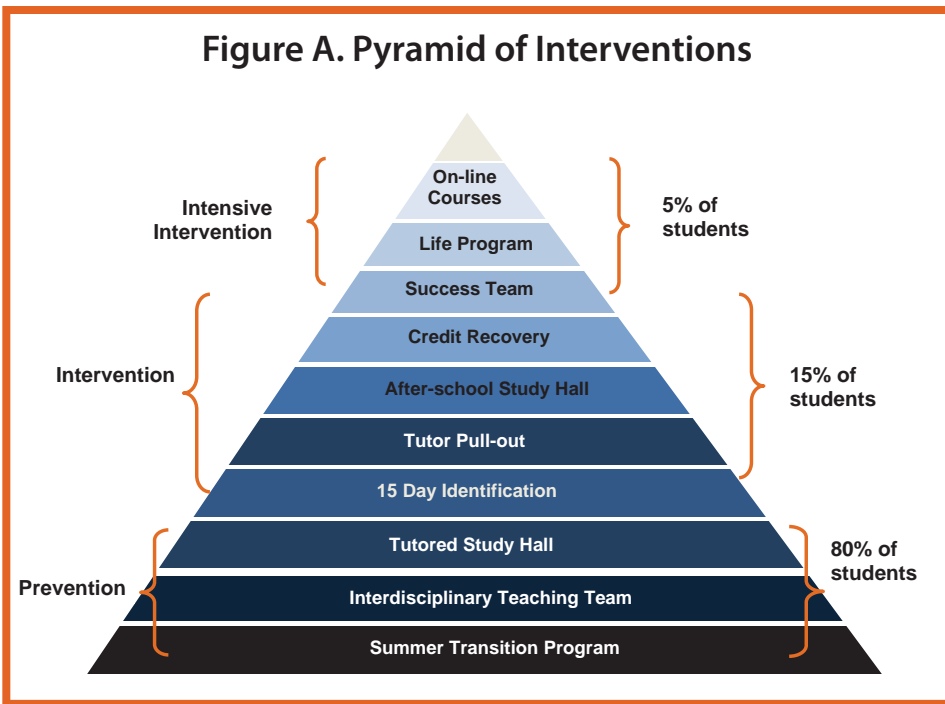 Figure A. Pyramid of Interventions
On-line
Courses
Intensive
Intervention
5% of
students
Life Program
Success Team
Credit Recovery
Intervention
15% of
students
After-school Study Hall
Tutor Pull-out
15 Day Identification
Tutored Study Hall
80% of
students
Prevention
Interdisciplinary Teaching Team
Summer Transition Program